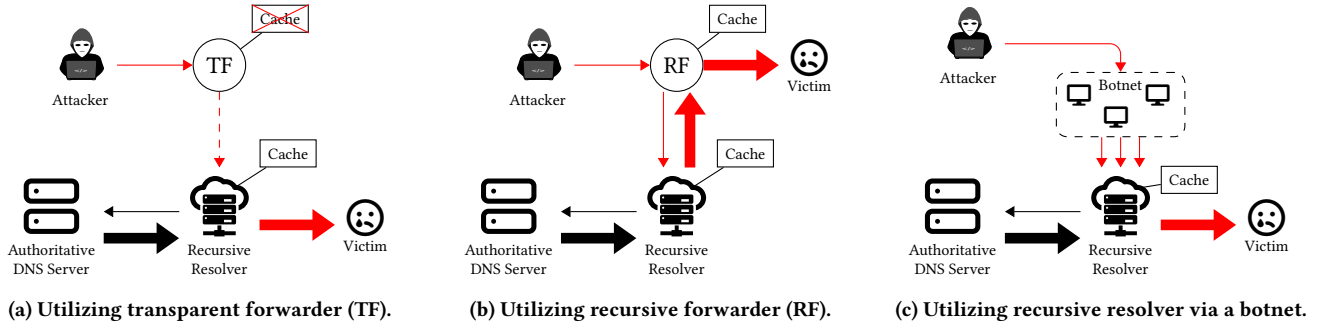 Cache
TF
Attacker
Cache
Authoritative
DNS Server
Recursive
Resolver
Victim
(a) Utilizing transparent forwarder (TF).
Cache
RF
Attacker
Victim
Cache
Authoritative
DNS Server
Recursive
Resolver
(b) Utilizing recursive forwarder (RF).
Attacker
Botnet
Cache
Authoritative
DNS Server
Recursive
Resolver
Victim
(c) Utilizing recursive resolver via a botnet.